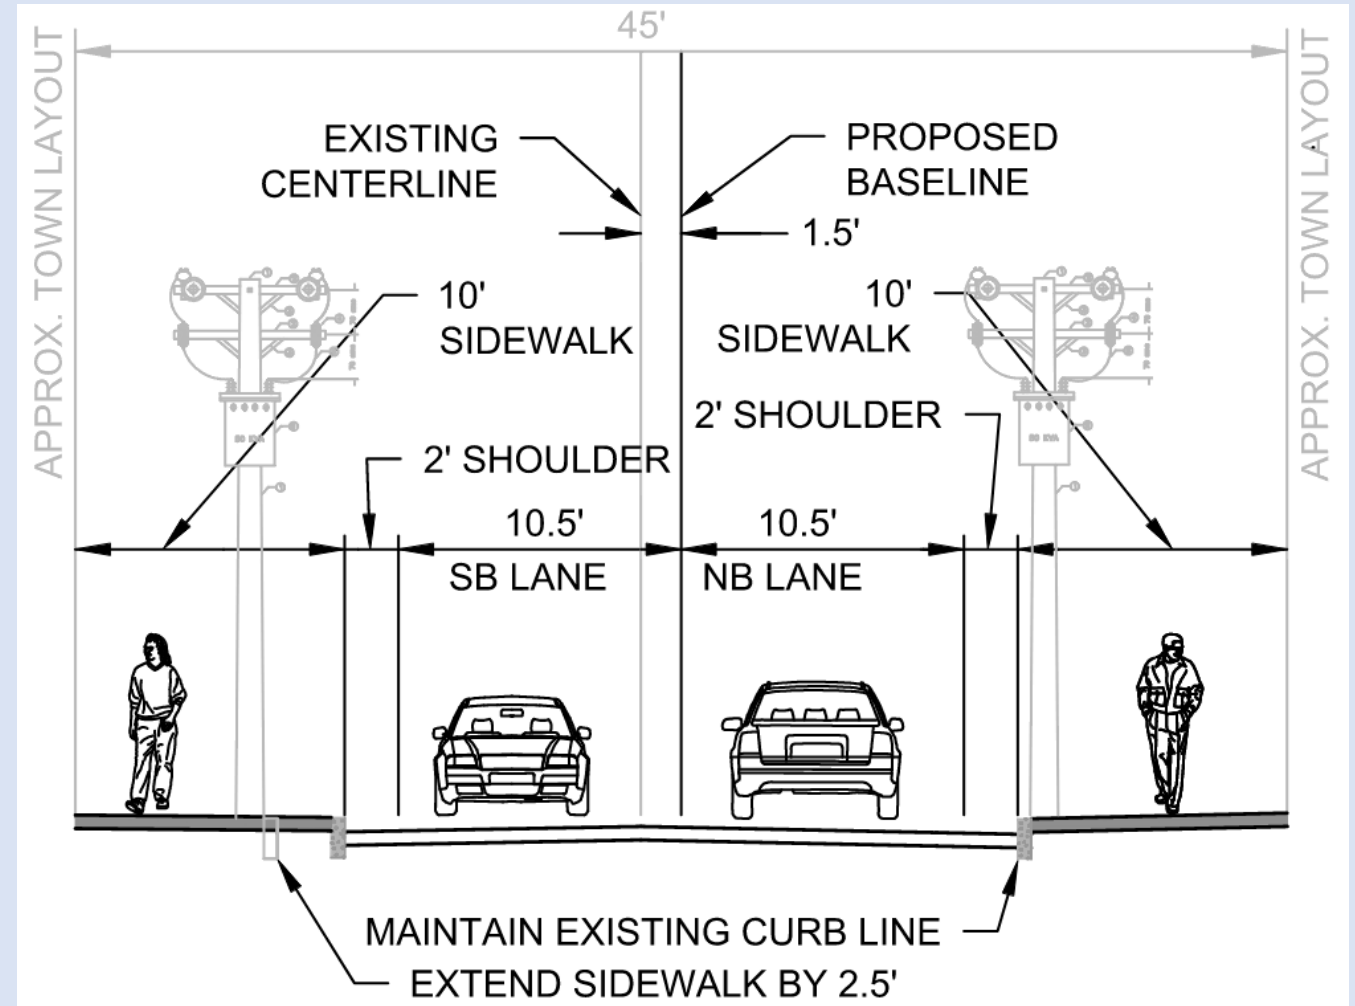 45'
APPROX. TOWN LAYOUT
APPROX. TOWN LAYOUT
EXISTING
CENTERLINE
PROPOSED
BASELINE
1.5'
10'
SIDEWALK
10'
SIDEWALK
2' SHOULDER
2' SHOULDER
10.5'
SB LANE
10.5'
NB LANE
MAINTAIN EXISTING CURB LINE
EXTEND SIDEWALK BY 2.5'